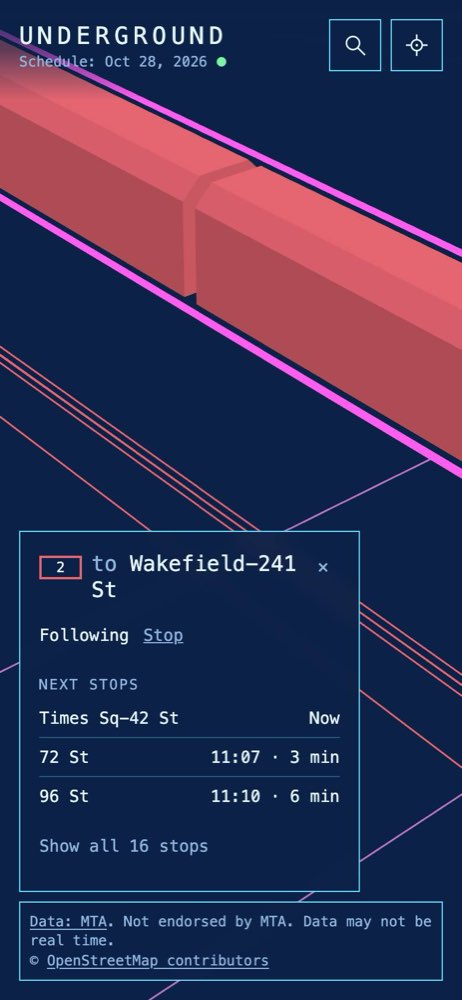 UNDERGROUND
Schedule: Oct 28, 2026
2 to Wakefield–241 ×
St
Following Stop
NEXT STOPS
Times Sq–42 St Now
72 St 11:07 · 3 min
96 St 11:10 · 6 min
Show all 16 stops
Data: MTA. Not endorsed by MTA. Data may not be
real time.
© OpenStreetMap contributors